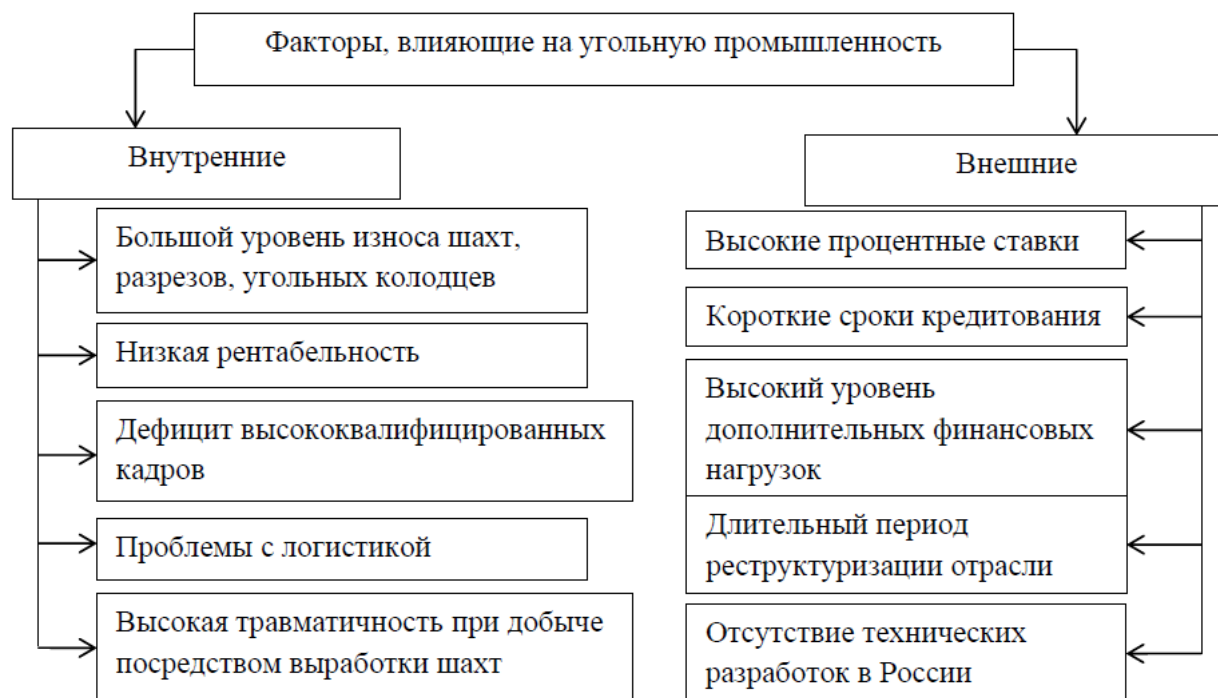 Факторы, влияющие на угольную промышленность
Внутренние
Большой уровень износа шахт,
разрезов, угольных колодцев
Низкая рентабельность
Дефицит высококвалифицированных
кадров
Проблемы с логистикой
Высокая травматичность при добыче
посредством выработки шахт
Внешние
Высокие процентные ставки
Короткие сроки кредитования
Высокий уровень
дополнительных финансовых
нагрузок
Длительный период
реструктуризации отрасли
Отсутствие технических
разработок в России